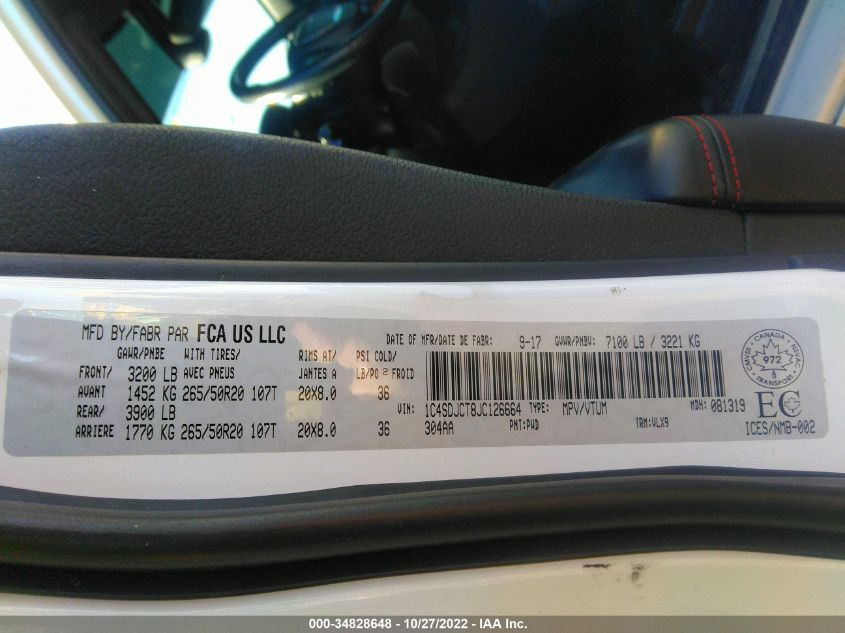 MFD BY/FABR PAR FCA US LLC
DATE OF MFR/DATE DE FABR: 9-17 GVWR/PNBV: 7100 LB / 3221 KG
GAWR/PNBE WITH TIRES/ RIMS AT/ PSI COLD/
FRONT/ 3200 LB AVEC PNEUS JANTES A LB/PO2 FROID
AVANT 1452 KG 265/50R20 107T 20X8.0 36
REAR/ 3900 LB
ARRIERE 1770 KG 265/50R20 107T 20X8.0 36
VIN: 1C4SDJCT8JC126664 TYPE: MPV/VTUM MDH: 081319
304AA PNT:PWD TRM:VLX9
CANADA
972
TRANSPORT
EC
ICES/NMB-002
000-34828648 - 10/27/2022 - IAA Inc.